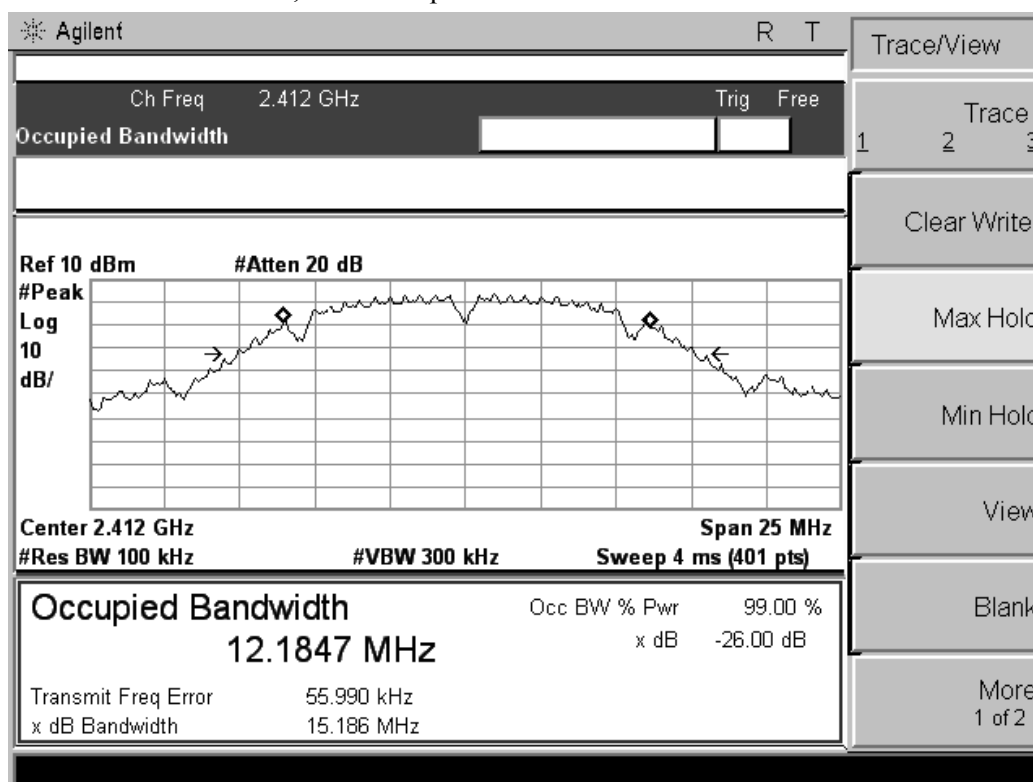 Agilent R T
Trace/View
Ch Freq 2.412 GHz Trig Free
Occupied Bandwidth
Trace
1 2
Clear Write
Ref 10 dBm #Atten 20 dB
#Peak
Log
10
dB/
Max Hold
Min Hold
Center 2.412 GHz Span 25 MHz
#Res BW 100 kHz #VBW 300 kHz Sweep 4 ms (401 pts)
View
Occupied Bandwidth Occ BW % Pwr 99.00 %
12.1847 MHz x dB -26.00 dB
Blank
Transmit Freq Error 55.990 kHz
x dB Bandwidth 15.186 MHz
More
1 of 2